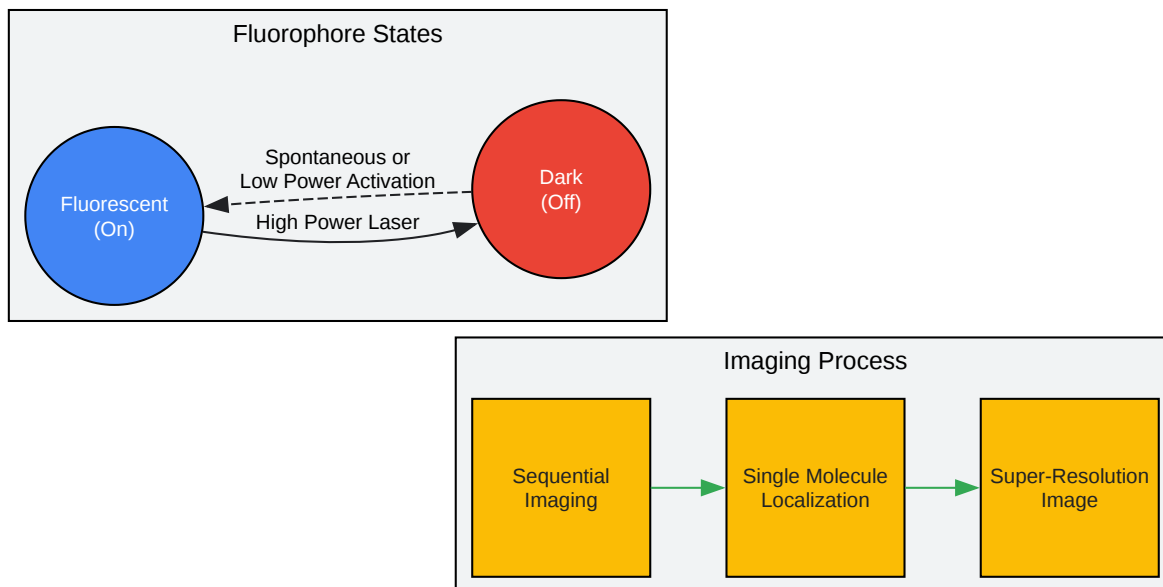 Fluorophore States
Spontaneous or
Low Power Activation
Fluorescent
(On)
High Power Laser
Dark
(Off)
Imaging Process
Sequential
Imaging
Single Molecule
Localization
Super-Resolution
Image